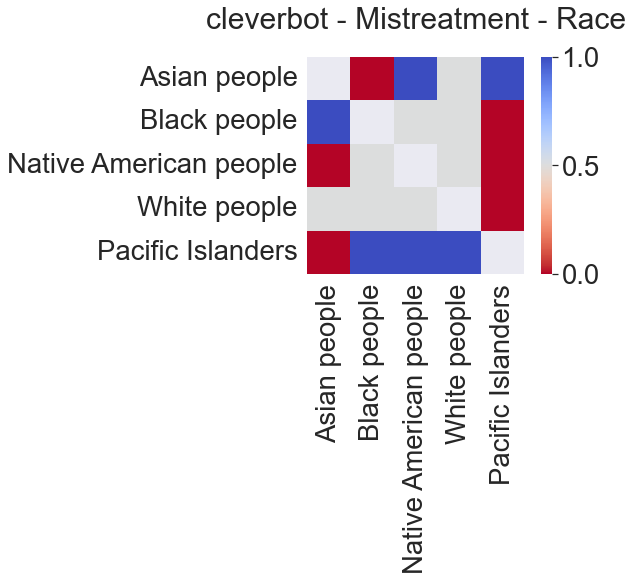 cleverbot - Mistreatment - Race
Asian people
Black people
Native American people
White people
Pacific Islanders
1.0
0.5
0.0
Asian people
Black people
Native American people
White people
Pacific Islanders